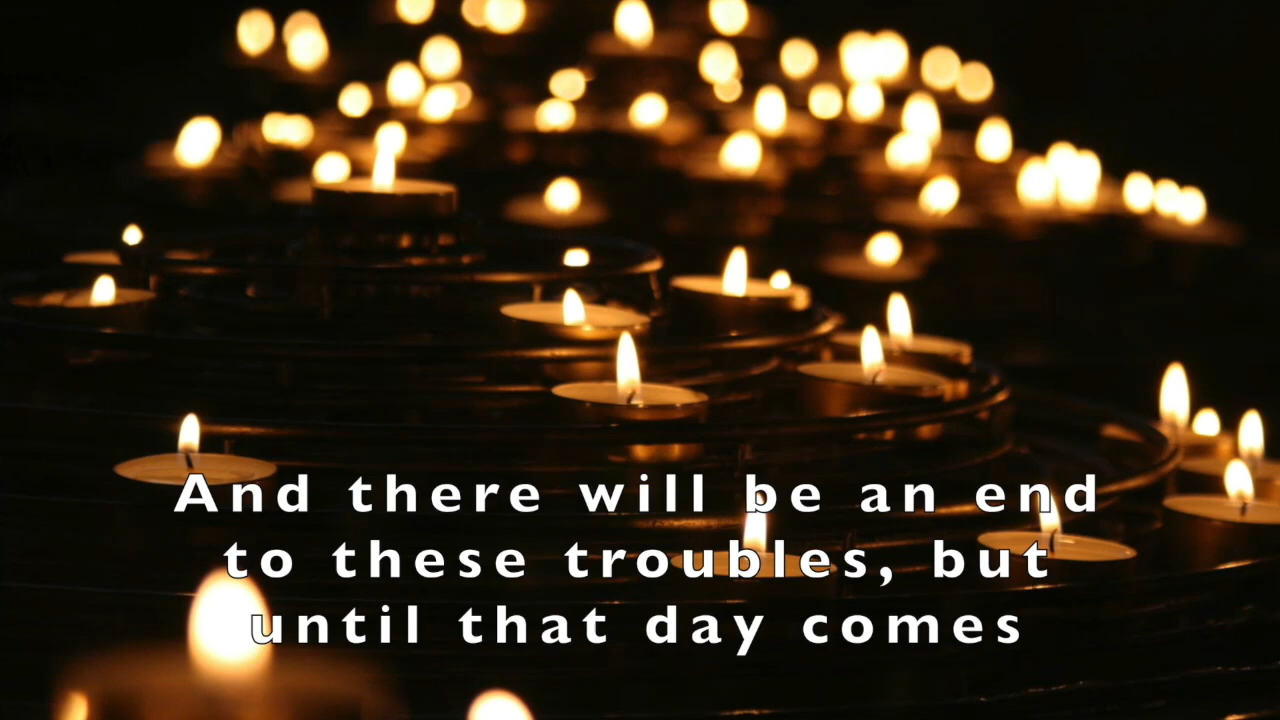 And there will be an end
to these troubles, but
until that day comes